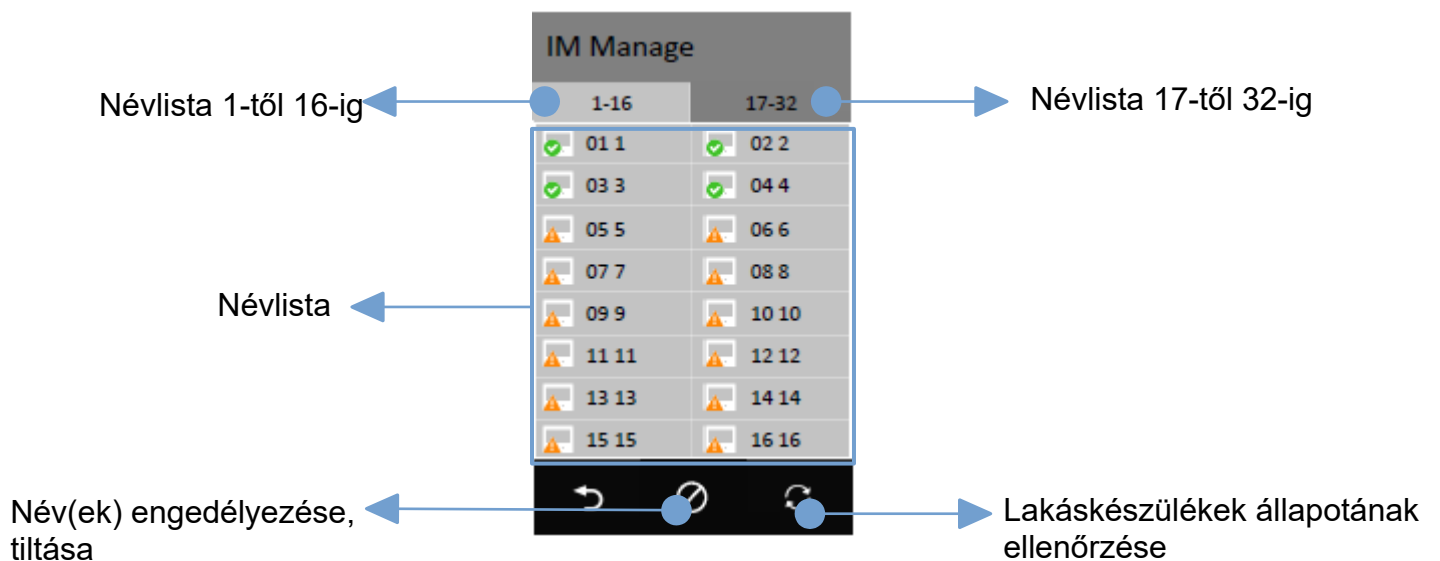 IM Manage
Névlista 1-től 16-ig
1-16
17-32
Névlista 17-től 32-ig
01 1
02 2
03 3
04 4
05 5
06 6
07 7
08 8
Névlista
09 9
10 10
11 11
12 12
13 13
14 14
15 15
16 16
Név(ek) engedélyezése,
tiltása
Lakáskészülékek állapotának
ellenőrzése